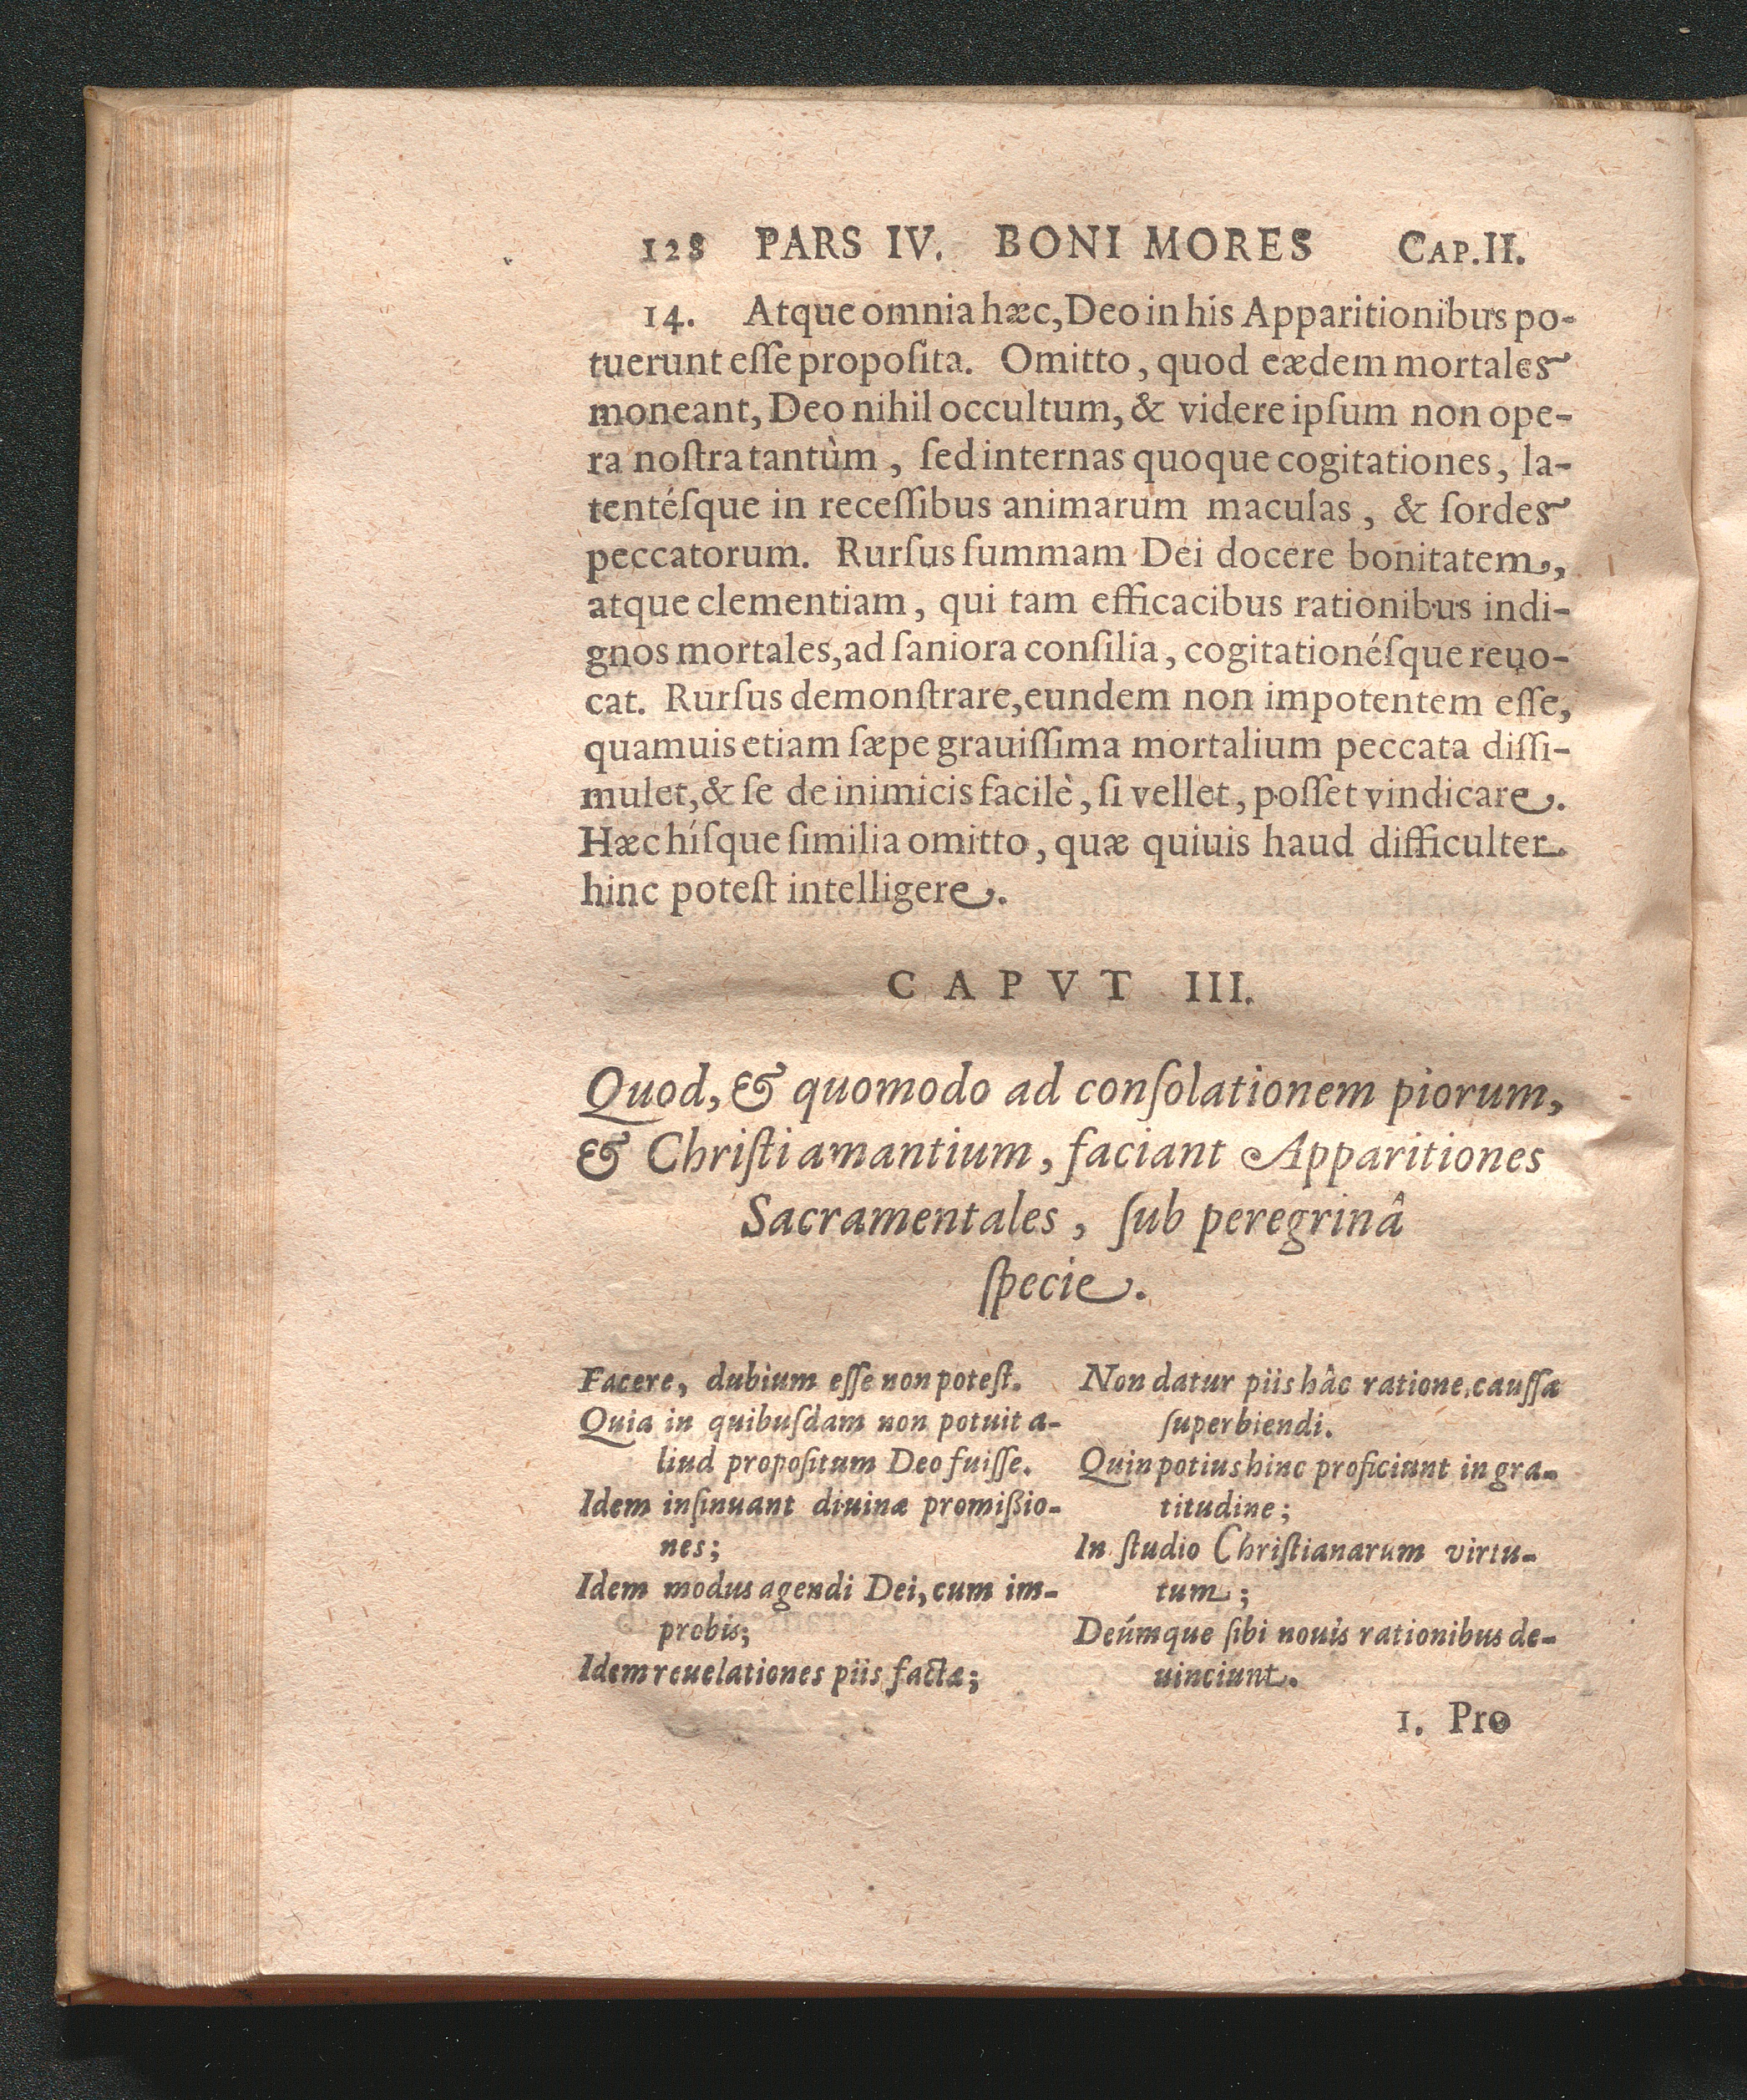 128 PARS IV. BONI MORES CAP. II.
14. Atque omnia hæc, Deo in his Apparitionibus po-
tuerunt eſſe propoſita. Omitto, quod eædem mortales
moneant, Deo nihil occultum, & videre ipſum non ope-
ra noſtra tantùm, ſed internas quoque cogitationes, la-
tentéſque in receſſibus animarum maculas, & ſordes
peccatorum. Rurſus ſummam Dei docere bonitatem,
atque clementiam, qui tam efficacibus rationibus indi-
gnos mortales, ad ſaniora conſilia, cogitationéſque reuo-
cat. Rurſus demonſtrare, eundem non impotentem eſſe,
quamuis etiam ſæpe grauiſſima mortalium peccata diſſi-
mulet, & ſe de inimicis facilè, ſi vellet, poſſet vindicare.
Hæc híſque ſimilia omitto, quæ quiuis haud difficulter
hinc poteſt intelligere.
CAPVT III.
Quod, & quomodo ad conſolationem piorum,
& Chriſti amantium, faciant Apparitiones
Sacramentales, ſub peregrinâ
ſpecie.
Facere, dubium eſſe non poteſt.
Quia in quibuſdam non potuit a-
liud propoſitum Deo fuiſſe.
Idem inſinuant diuinæ promißio-
nes;
Idem modus agendi Dei, cum im-
probis;
Idem reuelationes piis factæ;
Non datur piis hâc ratione, cauſſa
ſuperbiendi.
Quin potius hinc proficiunt in gra-
titudine;
In ſtudio Chriſtianarum virtu-
tum;
Deúmque ſibi nouis rationibus de-
uinciunt.
1. Pro